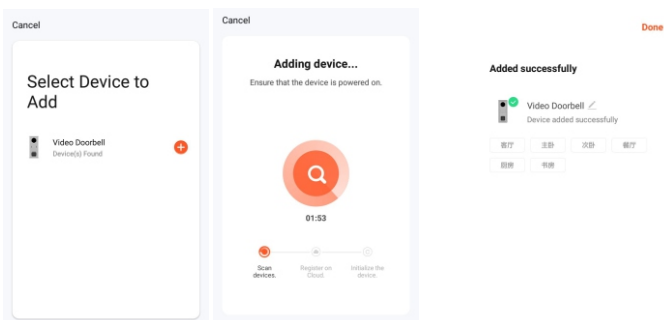 Cancel
Select Device to
Add
Video Doorbell
Device(s) Found
Cancel
Adding device...
Ensure that the device is powered on.
01:53
Scan
devices.
Register on
Cloud.
Initialize the
device.
Done
Added successfully
Video Doorbell
Device added successfully
客厅 主卧 次卧 餐厅
厨房 书房